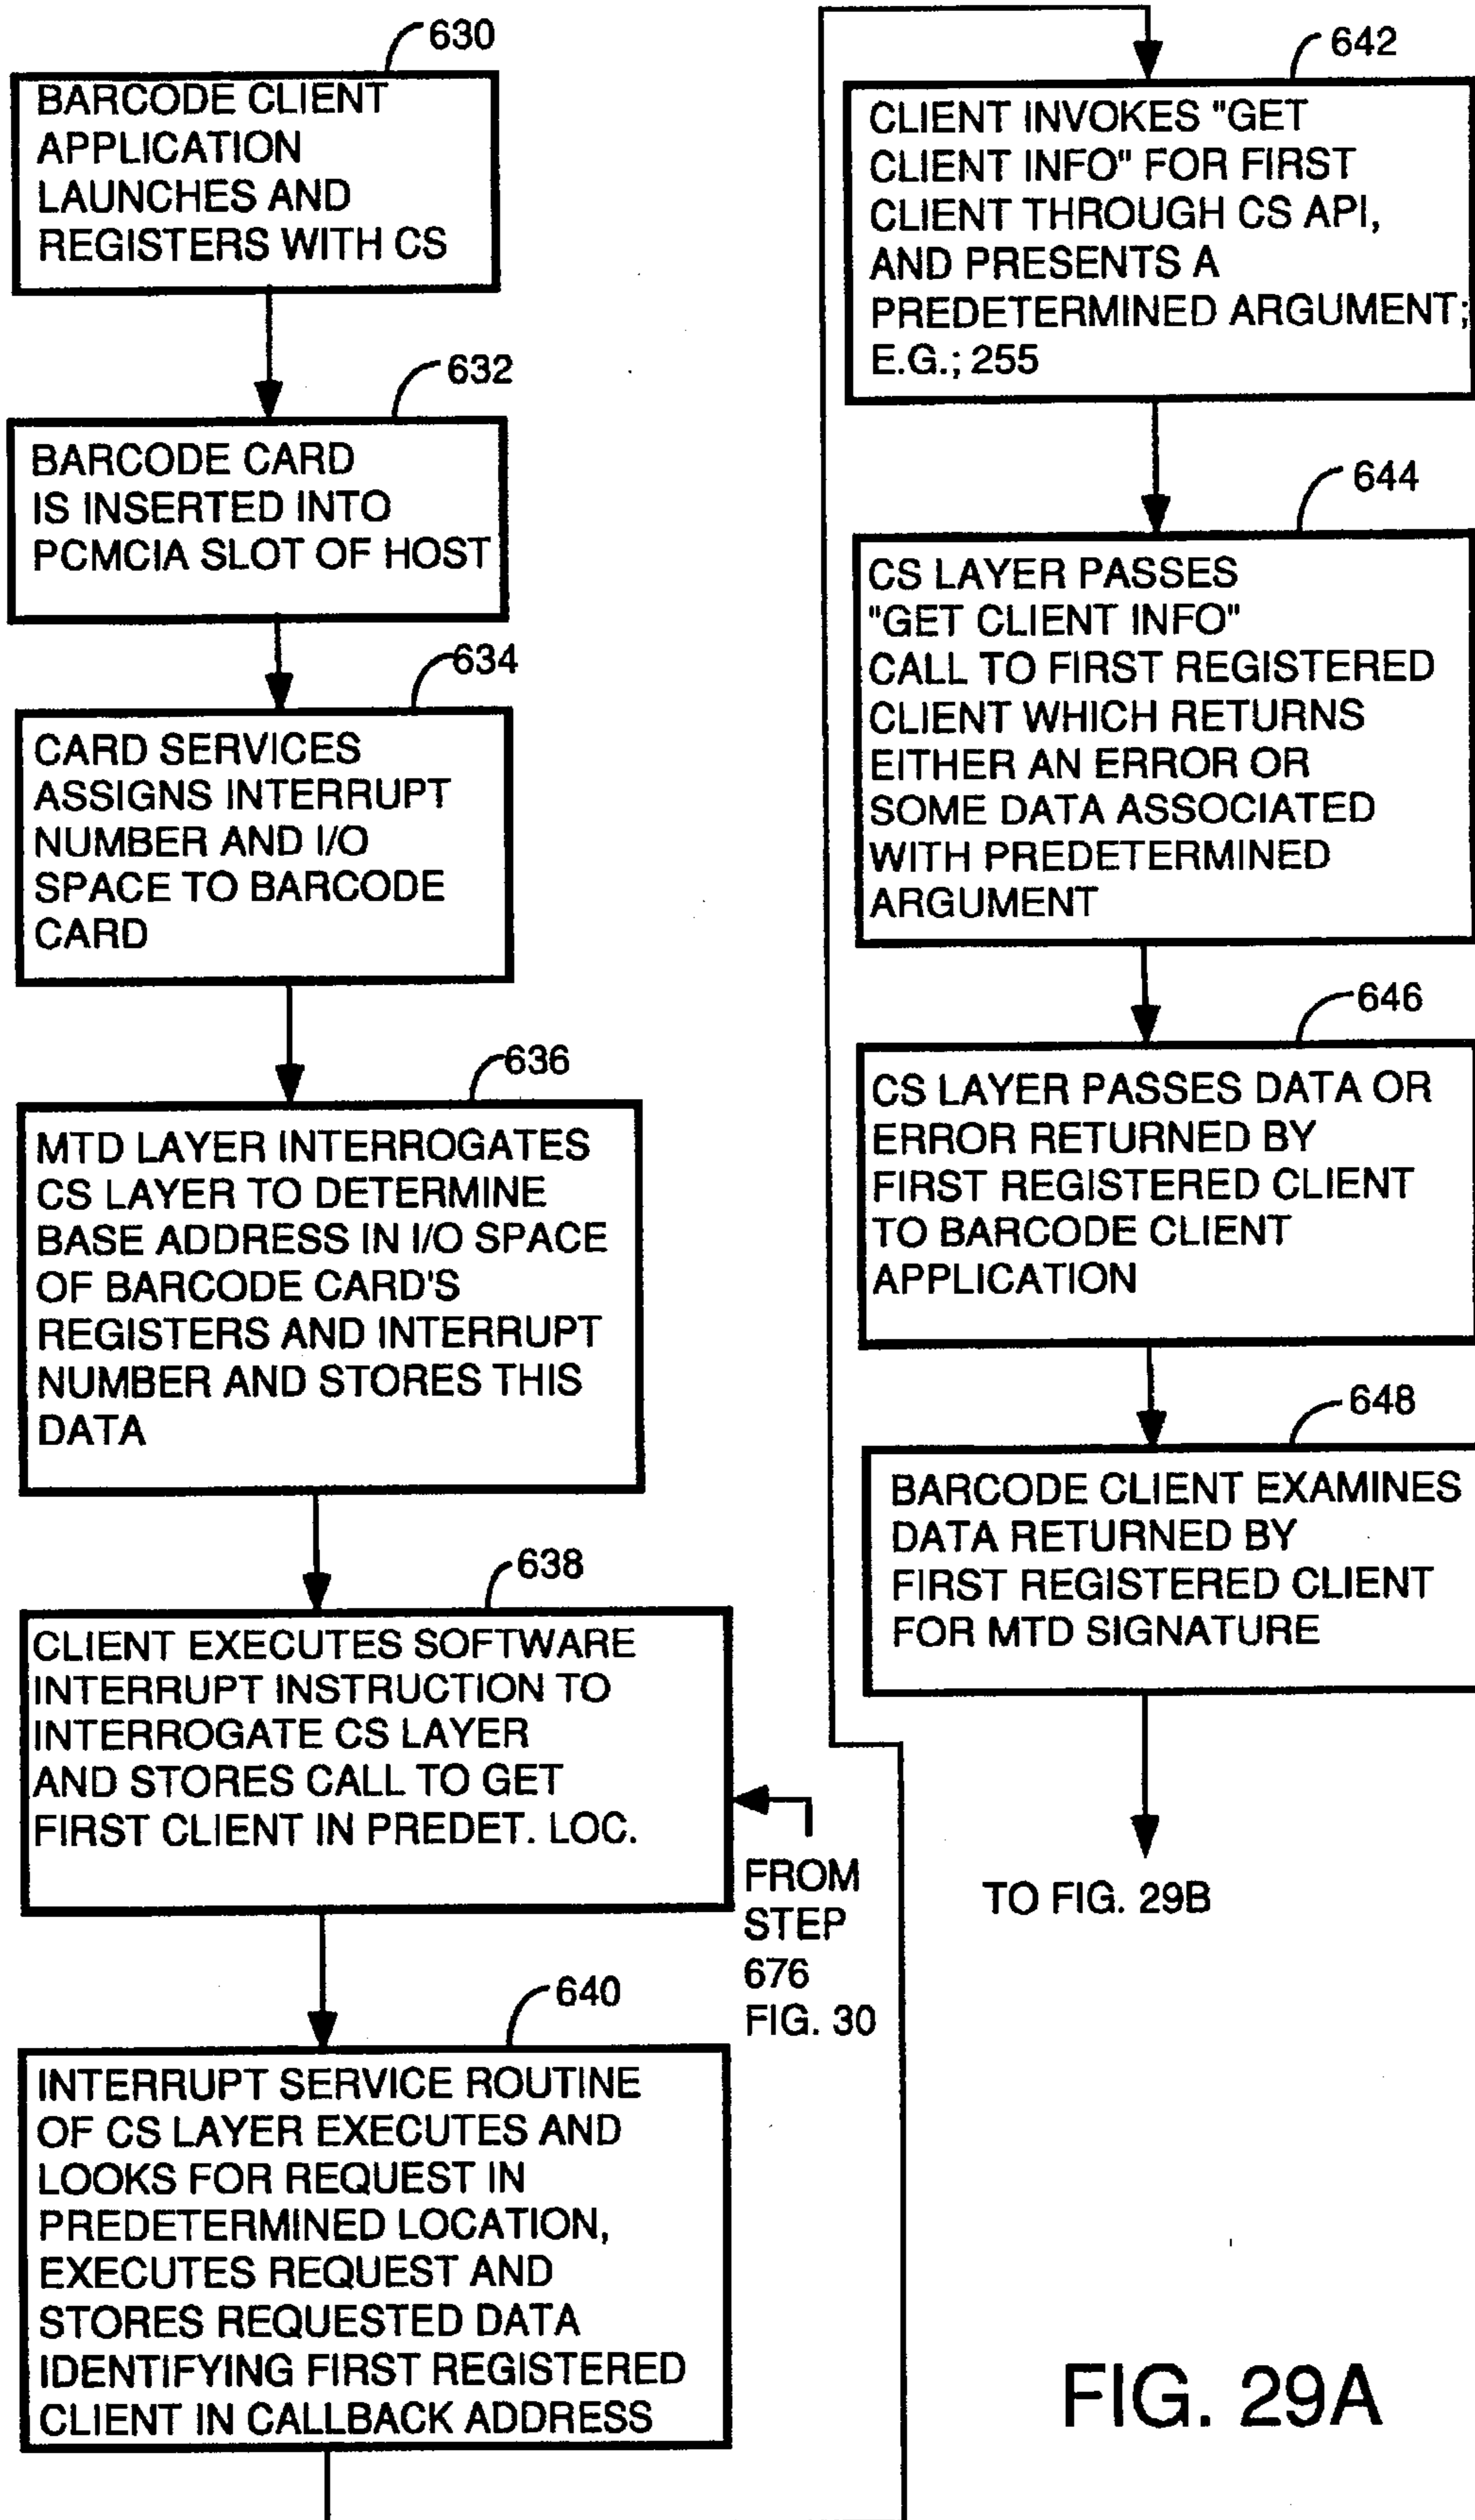 630
BARCODE CLIENT
APPLICATION
LAUNCHES AND
REGISTERS WITH CS
632
BARCODE CARD
IS INSERTED INTO
PCMCIA SLOT OF HOST
634
CARD SERVICES
ASSIGNS INTERRUPT
NUMBER AND I/O
SPACE TO BARCODE
CARD
636
MTD LAYER INTERROGATES
CS LAYER TO DETERMINE
BASE ADDRESS IN I/O SPACE
OF BARCODE CARD'S
REGISTERS AND INTERRUPT
NUMBER AND STORES THIS
DATA
638
CLIENT EXECUTES SOFTWARE
INTERRUPT INSTRUCTION TO
INTERROGATE CS LAYER
AND STORES CALL TO GET
FIRST CLIENT IN PREDET. LOC.
FROM
STEP
676
FIG. 30
640
INTERRUPT SERVICE ROUTINE
OF CS LAYER EXECUTES AND
LOOKS FOR REQUEST IN
PREDETERMINED LOCATION,
EXECUTES REQUEST AND
STORES REQUESTED DATA
IDENTIFYING FIRST REGISTERED
CLIENT IN CALLBACK ADDRESS
642
CLIENT INVOKES "GET
CLIENT INFO" FOR FIRST
CLIENT THROUGH CS API,
AND PRESENTS A
PREDETERMINED ARGUMENT;
E.G.; 255
644
CS LAYER PASSES
"GET CLIENT INFO"
CALL TO FIRST REGISTERED
CLIENT WHICH RETURNS
EITHER AN ERROR OR
SOME DATA ASSOCIATED
WITH PREDETERMINED
ARGUMENT
646
CS LAYER PASSES DATA OR
ERROR RETURNED BY
FIRST REGISTERED CLIENT
TO BARCODE CLIENT
APPLICATION
648
BARCODE CLIENT EXAMINES
DATA RETURNED BY
FIRST REGISTERED CLIENT
FOR MTD SIGNATURE
TO FIG. 29B
FIG. 29A